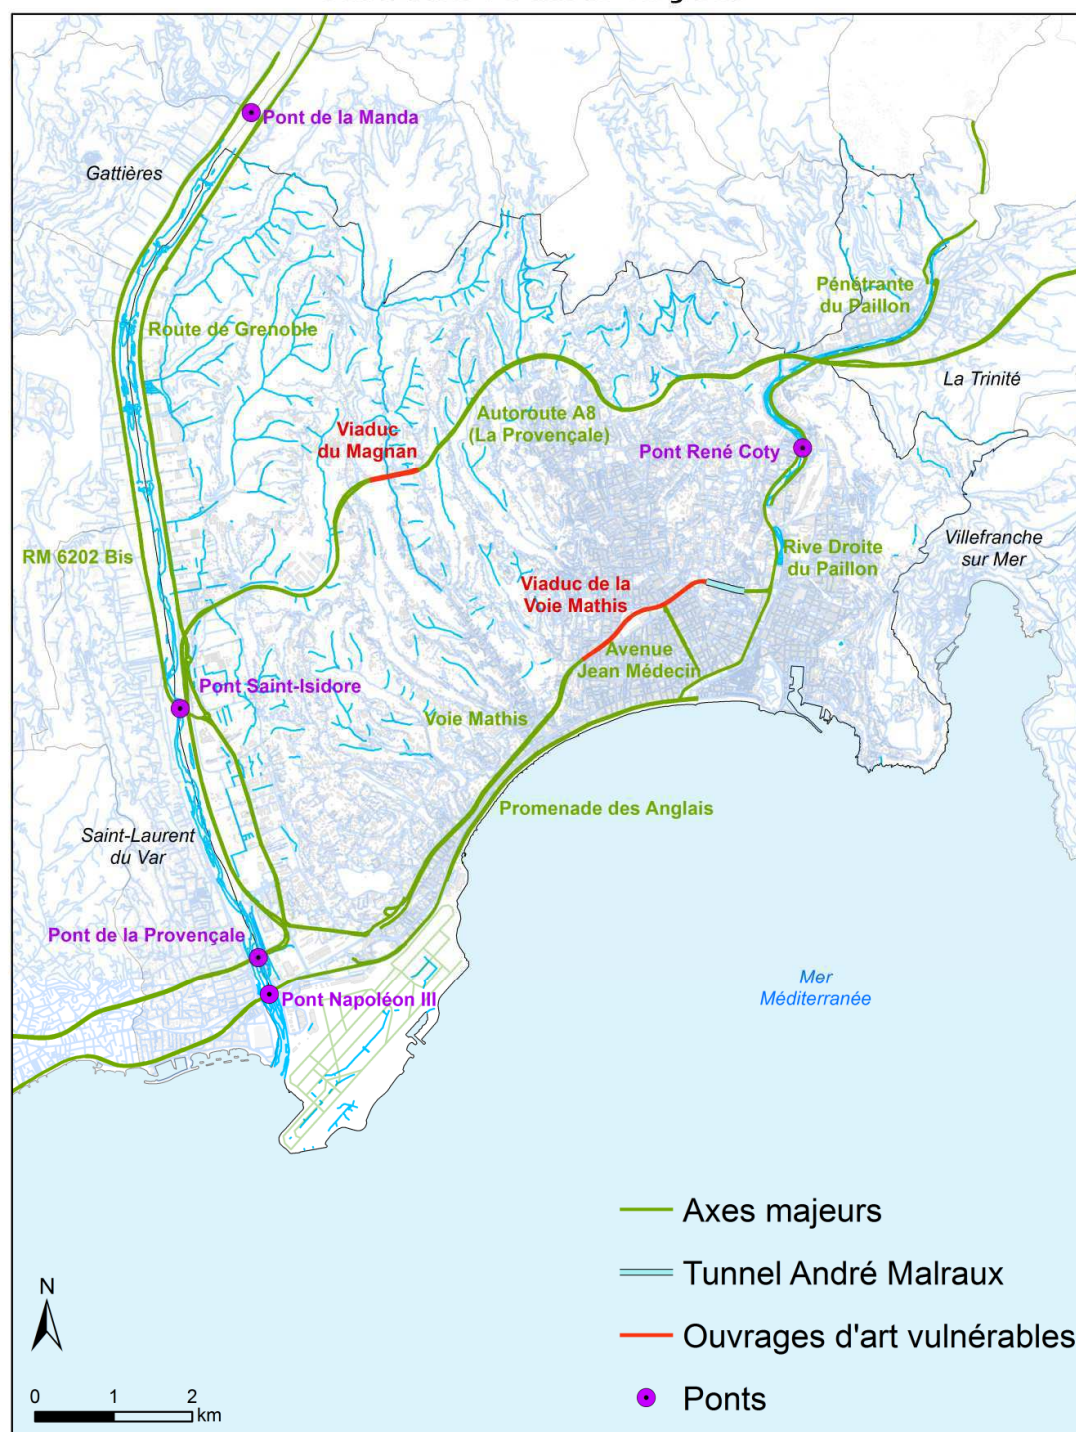 Pont de la Manda
Gattières
Pénétrante
du Paillon
Route de Grenoble
La Trinité
Autoroute A8
(La Provençale)
Viaduc
du Magnan
Pont René Coty
Villefranche
sur Mer
RM 6202 Bis
Rive Droite
du Paillon
Viaduc de la
Voie Mathis
Avenue
Jean Médecin
Pont Saint-Isidore
Voie Mathis
Promenade des Anglais
Saint-Laurent
du Var
Pont de la Provençale
Mer
Méditerranée
Pont Napoléon III
Axes majeurs
Tunnel André Malraux
Ouvrages d'art vulnérables
Ponts
N
0 1 2
km